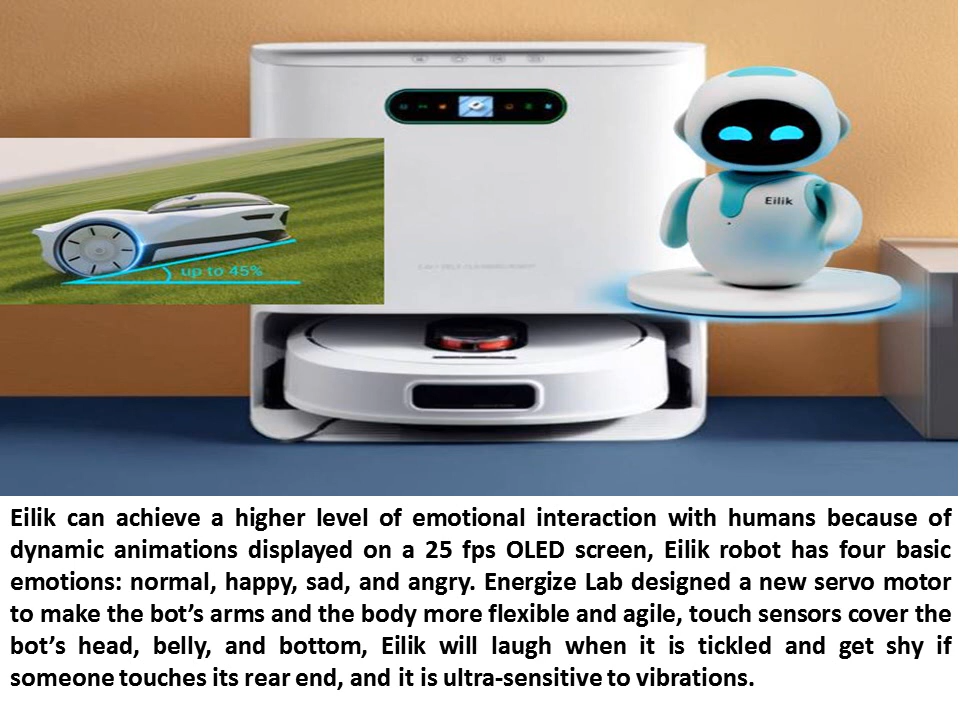 Eilik
up to 45%
Eilik can achieve a higher level of emotional interaction with humans because of
dynamic animations displayed on a 25 fps OLED screen, Eilik robot has four basic
emotions: normal, happy, sad, and angry. Energize Lab designed a new servo motor
to make the bot’s arms and the body more flexible and agile, touch sensors cover the
bot’s head, belly, and bottom, Eilik will laugh when it is tickled and get shy if
someone touches its rear end, and it is ultra-sensitive to vibrations.